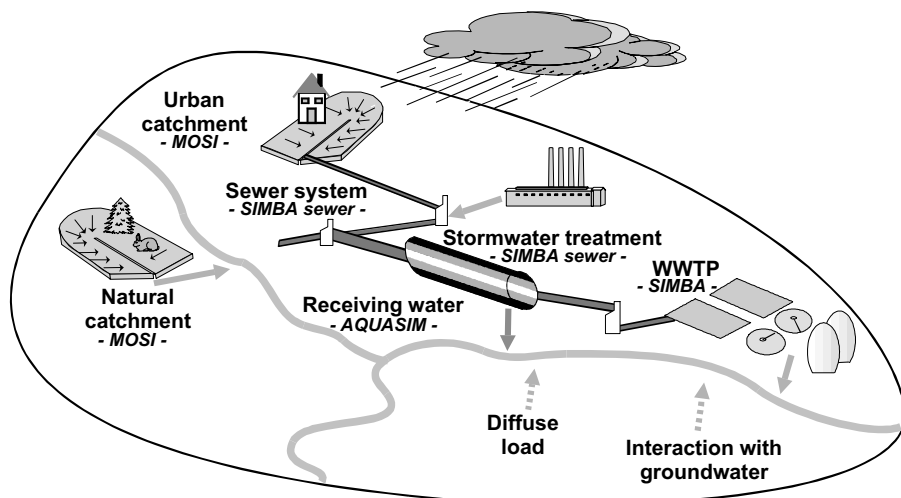 Urban
catchment
- MOSI -
Sewer system
- SIMBA sewer -
Stormwater treatment
- SIMBA sewer -
WWTP
- SIMBA -
Natural
catchment
- MOSI -
Receiving water
- AQUASIM -
Diffuse
load
Interaction with
groundwater